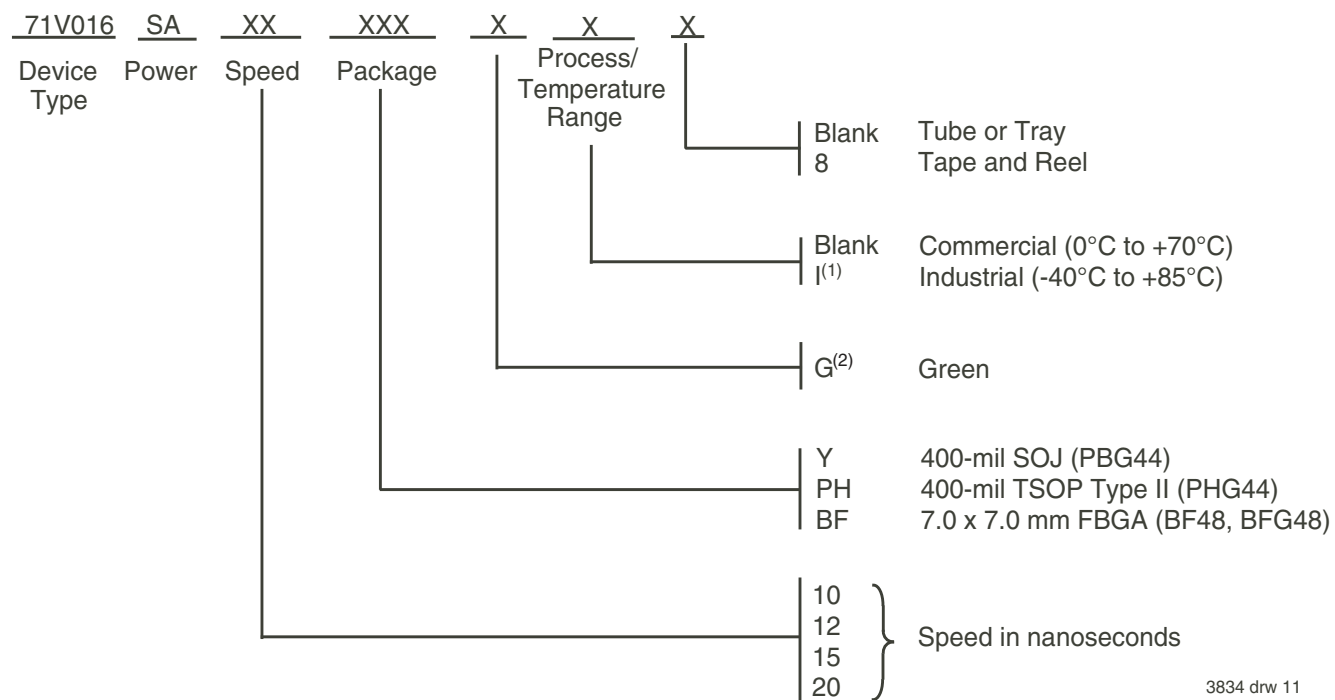 71V016 SA XX XXX X X X
Device Type
Power
Speed
Package
Process/
Temperature
Range
Blank Tube or Tray
8 Tape and Reel
Blank Commercial (0°C to +70°C)
I(1) Industrial (-40°C to +85°C)
G(2) Green
Y 400-mil SOJ (PBG44)
PH 400-mil TSOP Type II (PHG44)
BF 7.0 x 7.0 mm FBGA (BF48, BFG48)
10
12
15
20
Speed in nanoseconds
3834 drw 11